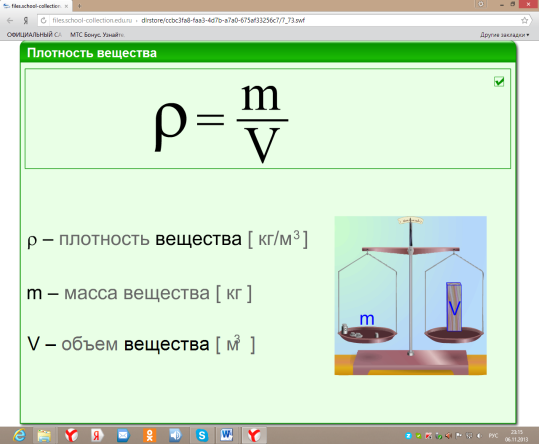 files.school-collection.edu.ru
files.school-collection.edu.ru › dlrstore/ccbc3fa8-faa3-4d7b-a7a0-675af33256c7/7_73.swf
ОФИЦИАЛЬНЫЙ СА МТС Бонус. Узнайте. Другие закладки
Плотность вещества
ρ = m
V
ρ – плотность вещества [ кг/м³ ]
m – масса вещества [ кг ]
V – объем вещества [ м³ ]
m
V
РУС
20:15
06.11.2013